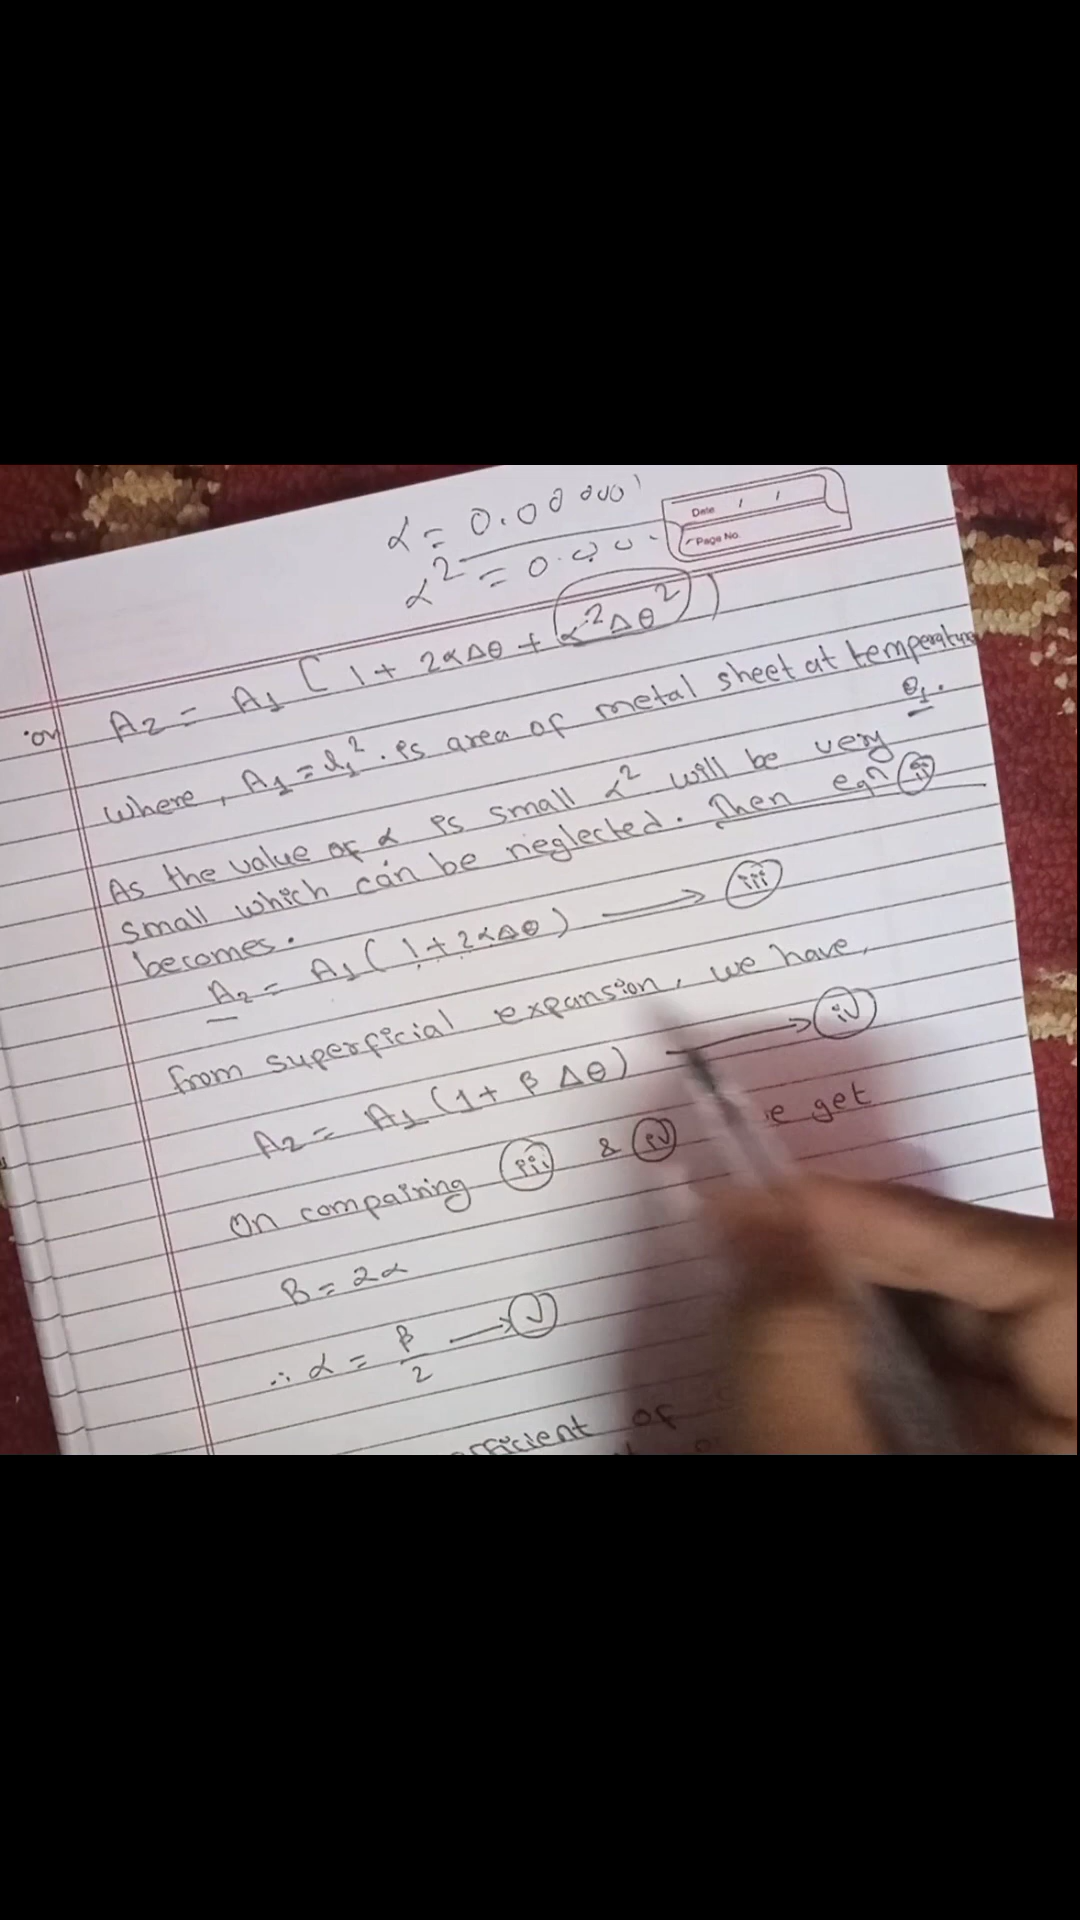 α = 0.00000001
α² = 0.00
Date / /
Page No.
or A₂ = A₁ [ 1 + 2αΔθ + α²Δθ² )
Where, A₁ = l₁². is area of metal sheet at temperature
θ₁.
As the value of α is small α² will be very
small which can be neglected. Then eqⁿ (ii)
becomes.
A₂ = A₁ ( 1 + 2αΔθ ) → (iii)
from superficial expansion, we have,
A₂ = A₁ (1 + β Δθ) → (iv)
On compairing (iii) & (iv) e get
β = 2α
∴ α = β/2 → (v)
efficient of